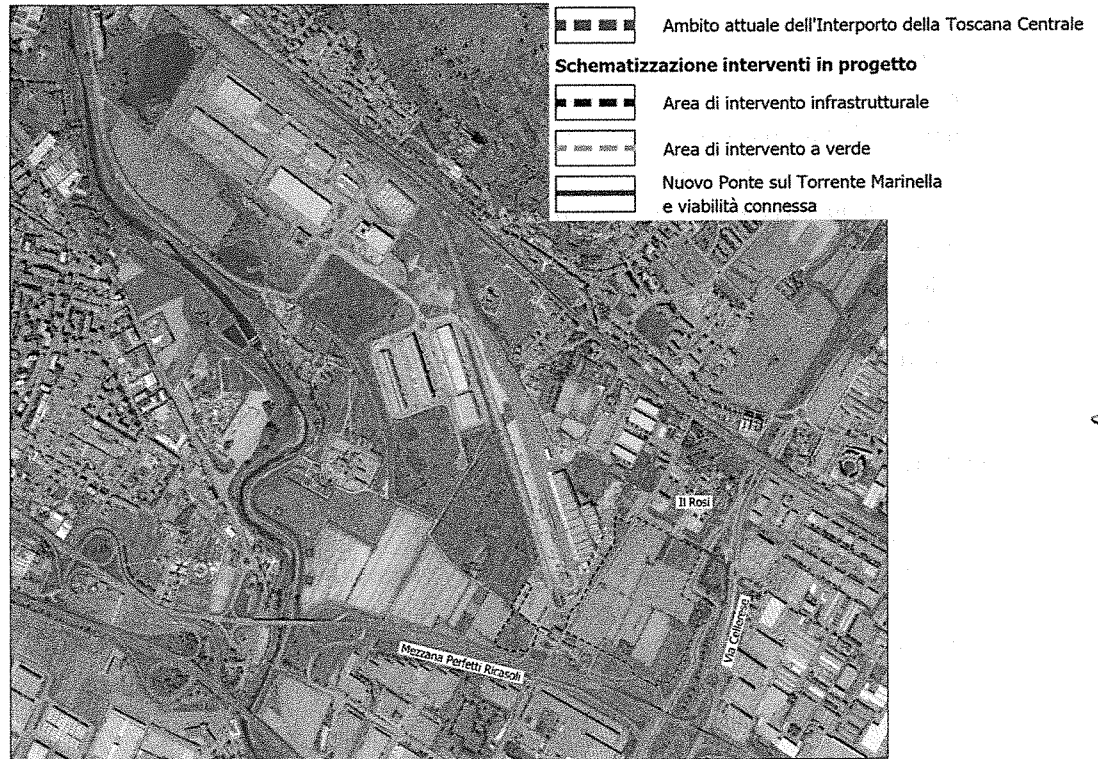 Ambito attuale dell'Interporto della Toscana Centrale
Schematizzazione interventi in progetto
Area di intervento infrastrutturale
Area di intervento a verde
Nuovo Ponte sul Torrente Marinella
e viabilità connessa
Il Rosi
Via Cellerese
Mezzana Perfetti Ricasoli